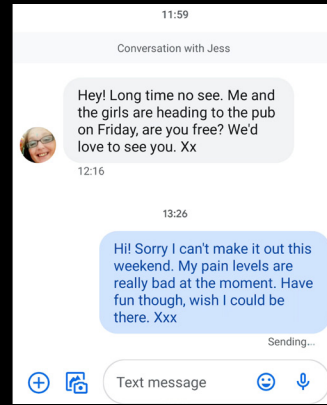 11:59
Conversation with Jess
Hey! Long time no see. Me and
the girls are heading to the pub
on Friday, are you free? We'd
love to see you. Xx
12:16
13:26
Hi! Sorry I can't make it out this
weekend. My pain levels are
really bad at the moment. Have
fun though, wish I could be
there. Xxx
Sending...
Text message